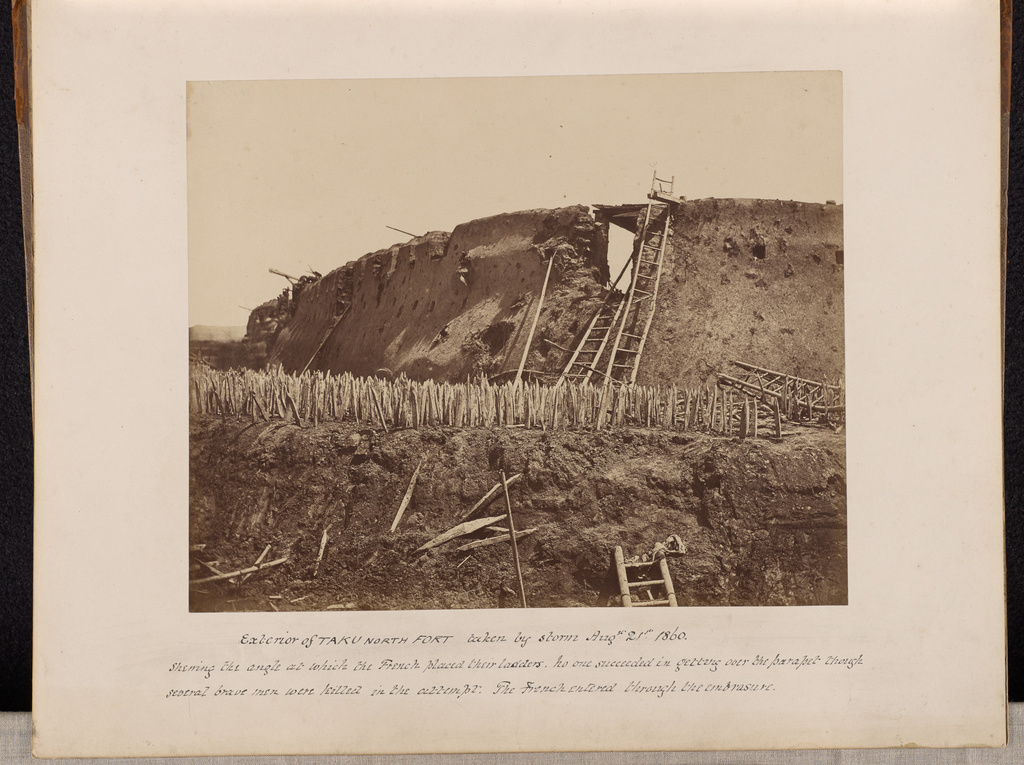 Exterior of TAKU NORTH FORT taken by storm Augst 21st 1860.
Shewing the angle at which the French placed their ladders. No one succeeded in getting over the parapet though
several brave men were killed in the attempt. The French entered through the embrasure.